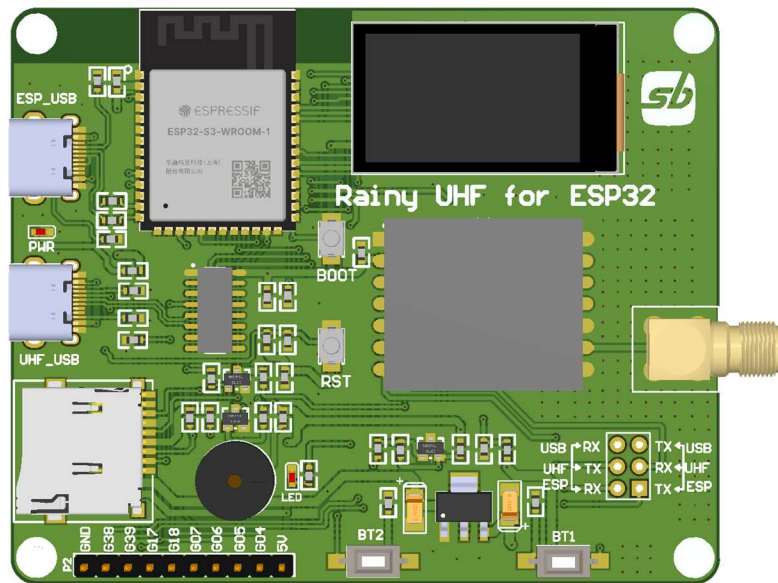 ESP_USB
ESPRESSIF
ESP32-S3-WROOM-1
sb
Rainy UHF for ESP32
PWR
BOOT
UHF_USB
RST
LED
USB RX TX USB
UHF TX RX UHF
ESP RX TX ESP
BT2
BT1
P2
GND
G38
G39
G17
G18
G07
G06
G05
G04
5V